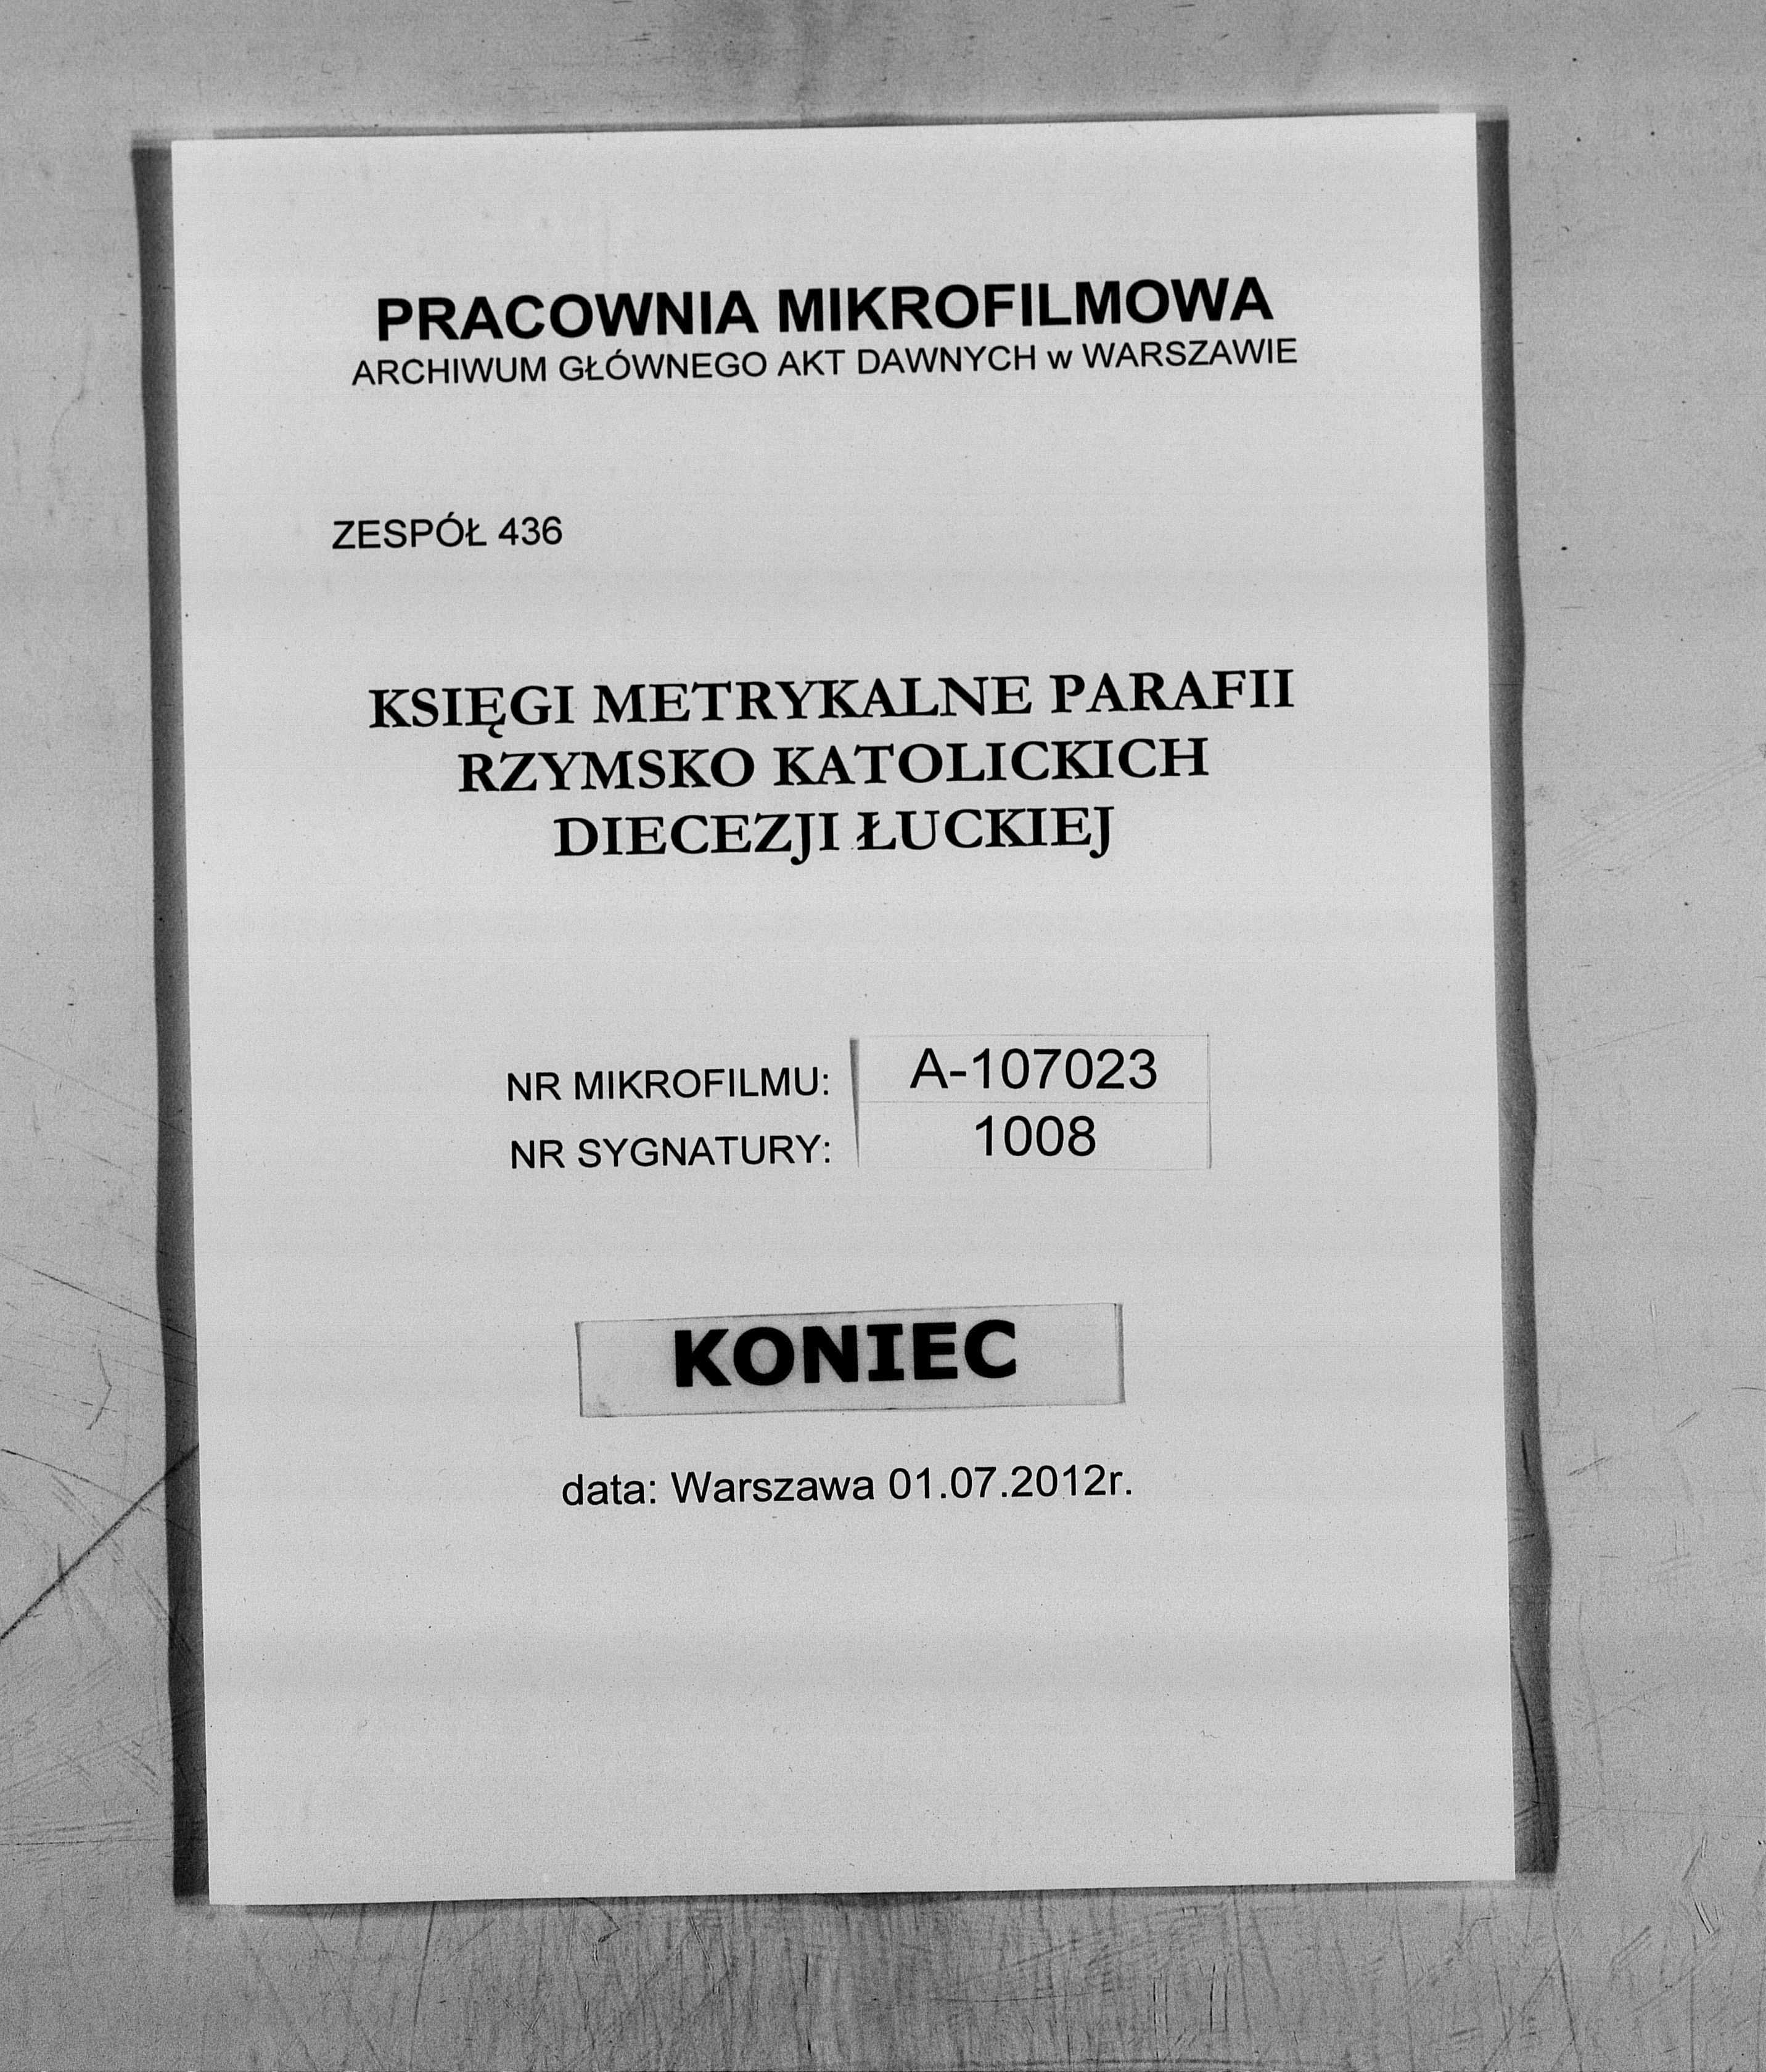 PRACOWNIA MIKROFILMOWA
ARCHIWUM GŁÓWNEGO AKT DAWNYCH w WARSZAWIE
ZESPÓŁ 436
KSIĘGI METRYKALNE PARAFII
RZYMSKO KATOLICKICH
DIECEZJI ŁUCKIEJ
NR MIKROFILMU: A-107023
NR SYGNATURY: 1008
KONIEC
data: Warszawa 01.07.2012r.